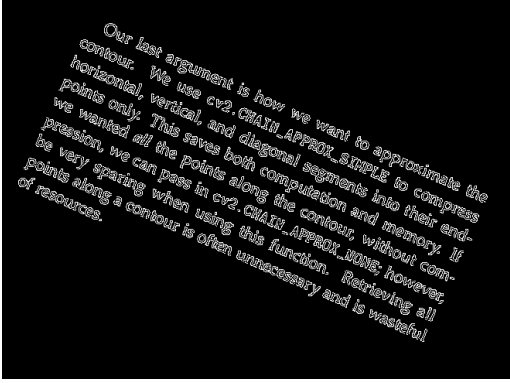 Our last argument is how we want to approximate the
contour. We use cv2.CHAIN_APPROX_SIMPLE to compress
horizontal, vertical, and diagonal segments into their end-
points only. This saves both computation and memory. If
we wanted all the points along the contour, without com-
pression, we can pass in cv2.CHAIN_APPROX_NONE; however,
be very sparing when using this function. Retrieving all
points along a contour is often unnecessary and is wasteful
of resources.